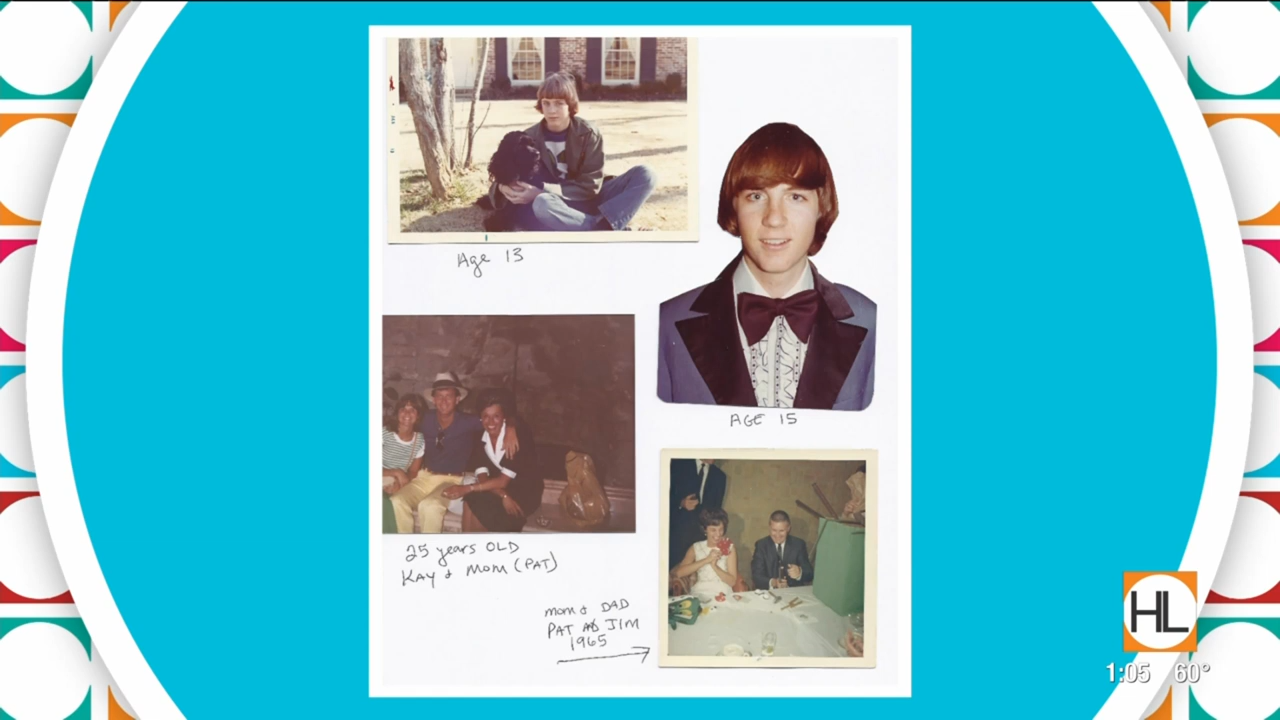 Age 13
AGE 15
25 years OLD
KAY & MOM (PAT)
MOM & DAD
PAT JIM
1965
HL
1:05 60°